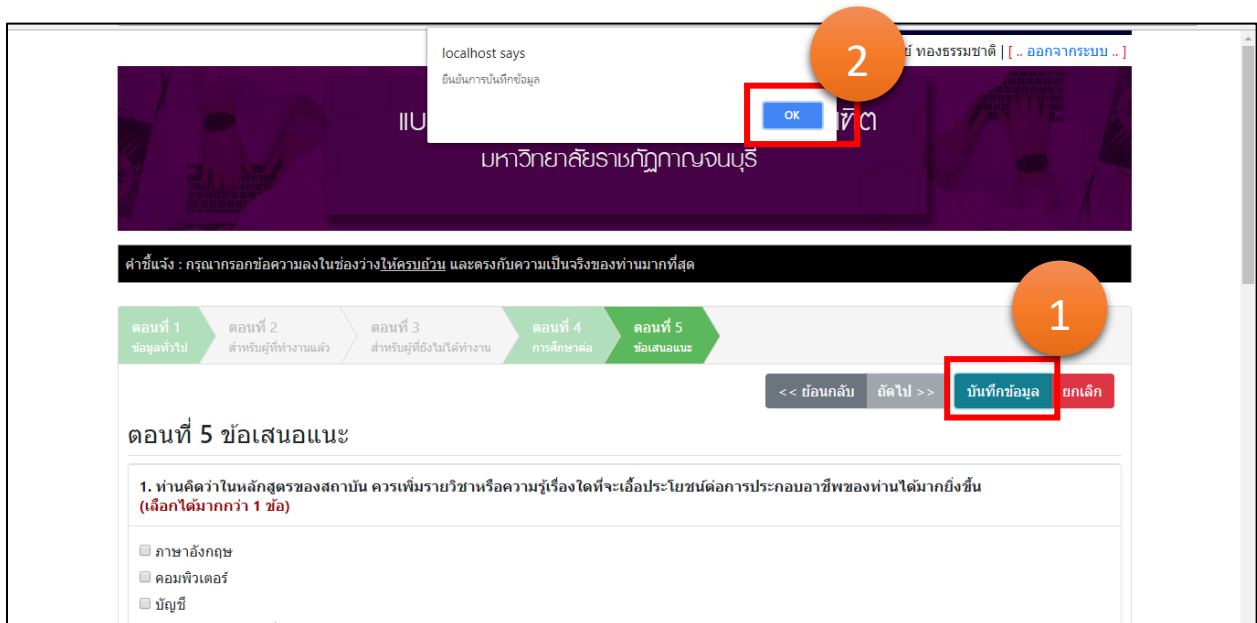 localhost says
ยืนยันการบันทึกข้อมูล
OK
2
ทองธรรมชาติ | [ .. ออกจากระบบ .. ]
มหาวิทยาลัยราชภัฏกาญจนบุรี
คำชี้แจง : กรุณากรอกข้อความลงในช่องว่างให้ครบถ้วน และตรงกับความเป็นจริงของท่านมากที่สุด
1
ตอนที่ 1
ข้อมูลทั่วไป
ตอนที่ 2
สำหรับผู้ที่ทำงานแล้ว
ตอนที่ 3
สำหรับผู้ที่ยังไม่ได้ทำงาน
ตอนที่ 4
การศึกษาต่อ
ตอนที่ 5
ข้อเสนอแนะ
<< ย้อนกลับ ถัดไป >> บันทึกข้อมูล ยกเลิก
ตอนที่ 5 ข้อเสนอแนะ
1. ท่านคิดว่าในหลักสูตรของสถาบัน ควรเพิ่มรายวิชาหรือความรู้เรื่องใดที่จะเอื้อประโยชน์ต่อการประกอบอาชีพของท่านได้มากยิ่งขึ้น
(เลือกได้มากกว่า 1 ข้อ)
ภาษาอังกฤษ
คอมพิวเตอร์
บัญชี